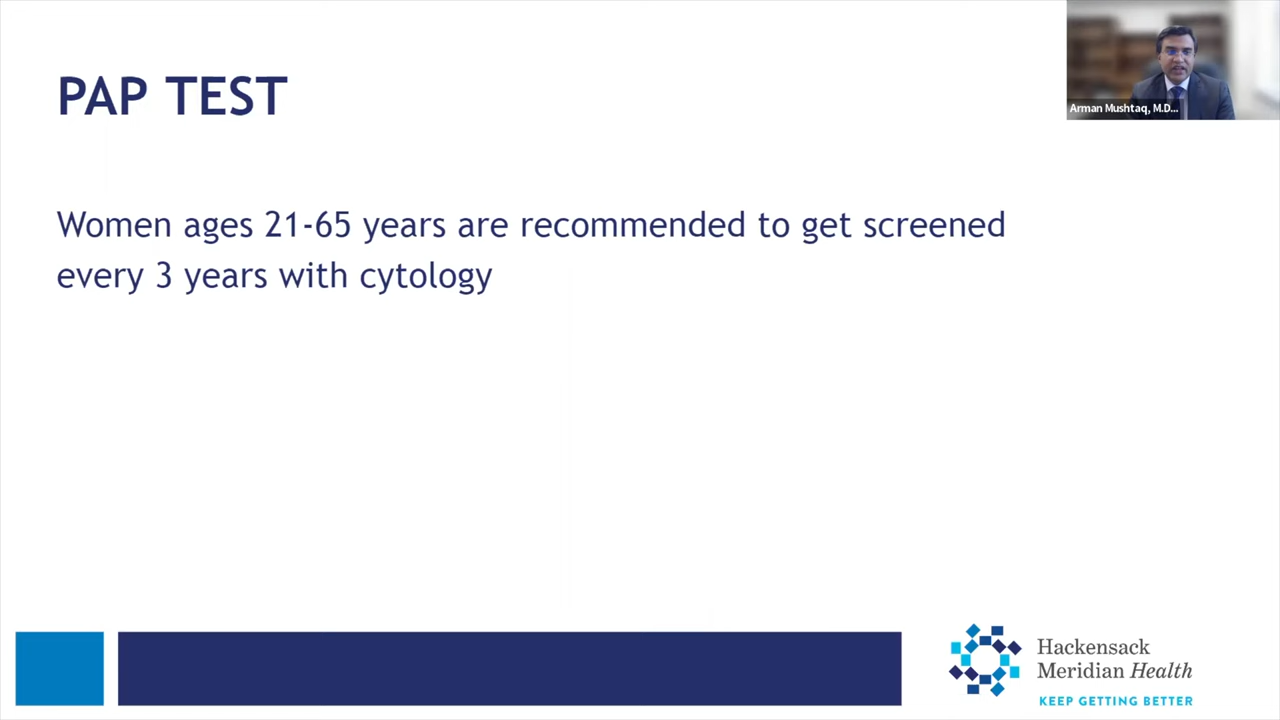 PAP TEST
Arman Mushtaq, M.D...
Women ages 21-65 years are recommended to get screened
every 3 years with cytology
Hackensack
Meridian Health
KEEP GETTING BETTER